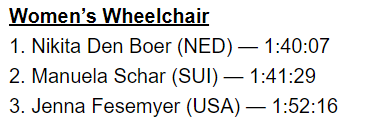 Women’s Wheelchair
1. Nikita Den Boer (NED) — 1:40:07
2. Manuela Schar (SUI) — 1:41:29
3. Jenna Fesemyer (USA) — 1:52:16